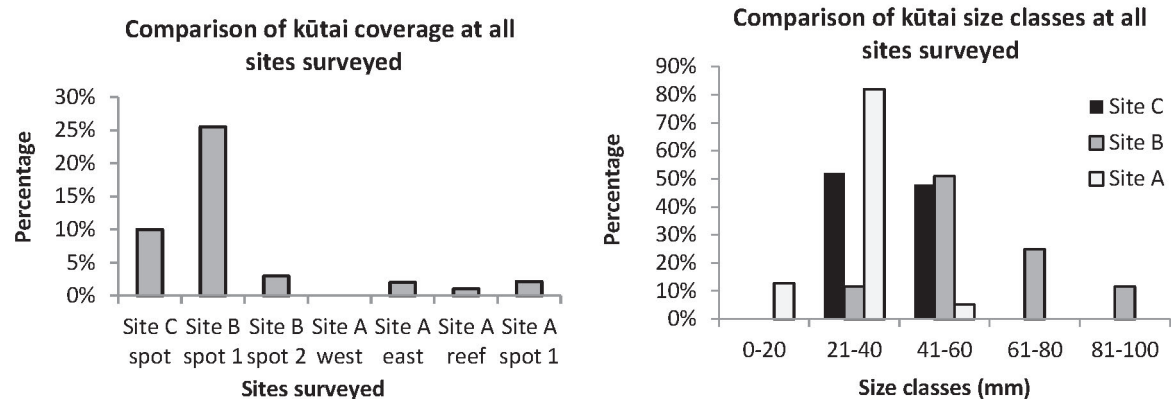 Comparison of kūtai coverage at all
sites surveyed
30%
25%
20%
15%
10%
5%
0%
Percentage
Site C Site B Site B Site A Site A Site A Site A
spot spot 1 spot 2 west east reef spot 1
Sites surveyed
Comparison of kūtai size classes at all
sites surveyed
90%
80%
70%
60%
50%
40%
30%
20%
10%
0%
Percentage
Site C
Site B
Site A
0-20 21-40 41-60 61-80 81-100
Size classes (mm)